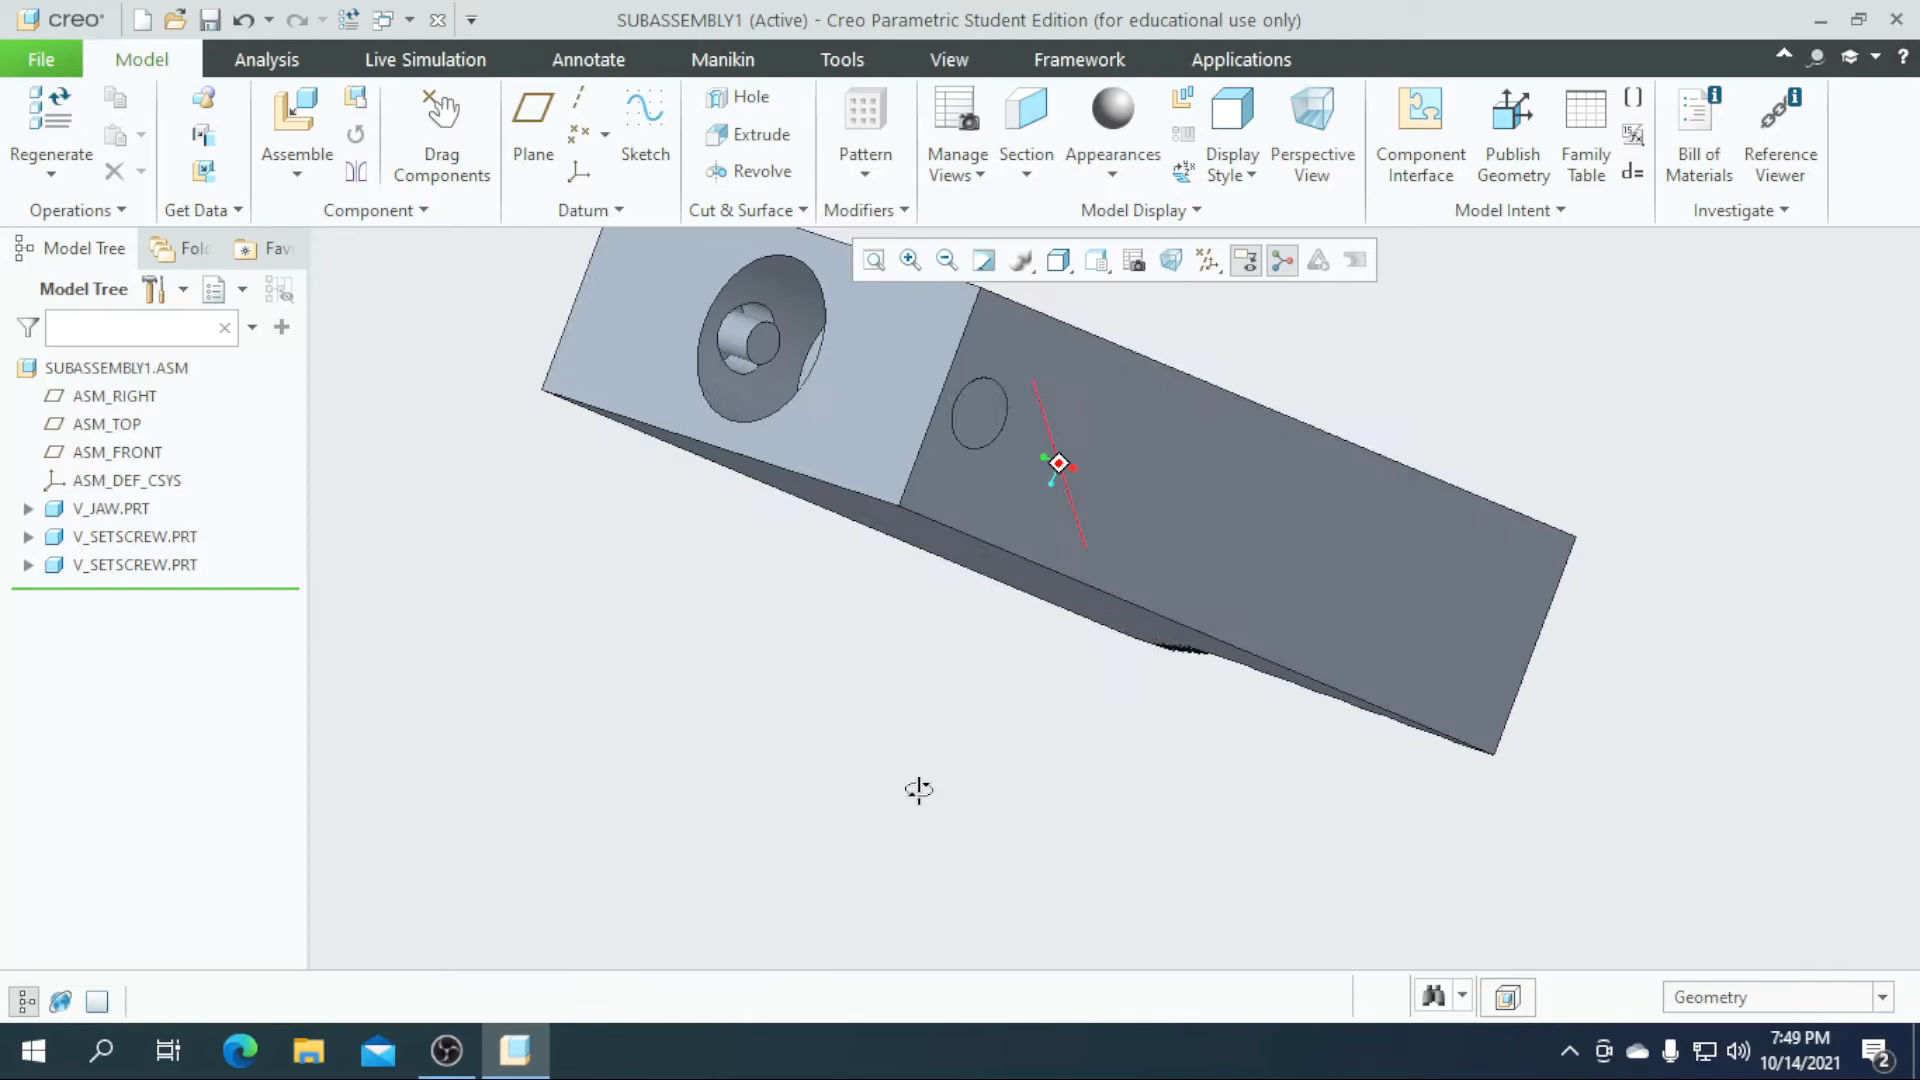 creo
SUBASSEMBLY1 (Active) - Creo Parametric Student Edition (for educational use only)
File
Model
Analysis
Live Simulation
Annotate
Manikin
Tools
View
Framework
Applications
?
Regenerate
Assemble
Drag
Components
Plane
Sketch
Hole
Extrude
Revolve
Pattern
Manage
Views
Section
Appearances
Display
Style
Perspective
View
Component
Interface
Publish
Geometry
Family
Table
( )
d=
Bill of
Materials
Reference
Viewer
Operations
Get Data
Component
Datum
Cut & Surface
Modifiers
Model Display
Model Intent
Investigate
Model Tree
Fol
Fav
Model Tree
SUBASSEMBLY1.ASM
ASM_RIGHT
ASM_TOP
ASM_FRONT
ASM_DEF_CSYS
V_JAW.PRT
V_SETSCREW.PRT
V_SETSCREW.PRT
Geometry
7:49 PM
10/14/2021
2